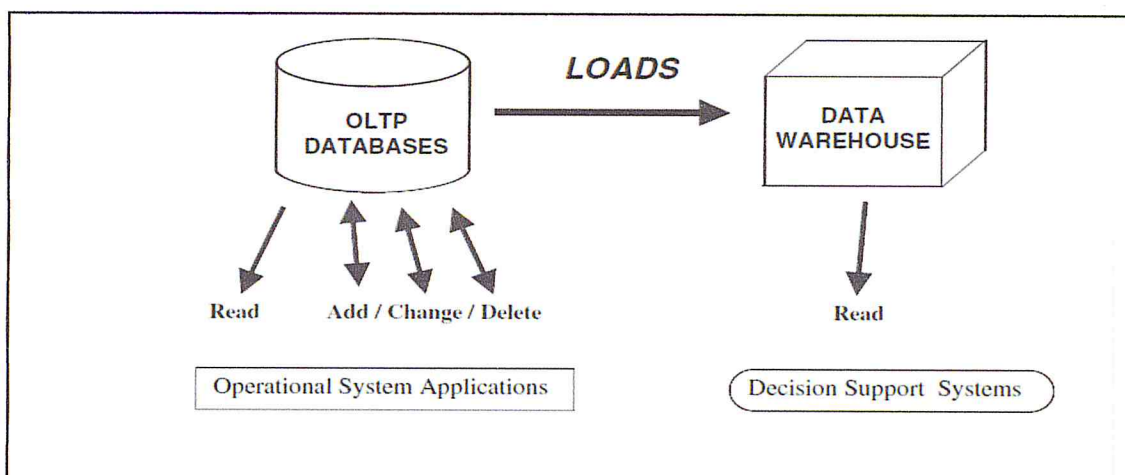 LOADS
OLTP
DATABASES
DATA
WAREHOUSE
Read
Add / Change / Delete
Read
Operational System Applications
Decision Support Systems